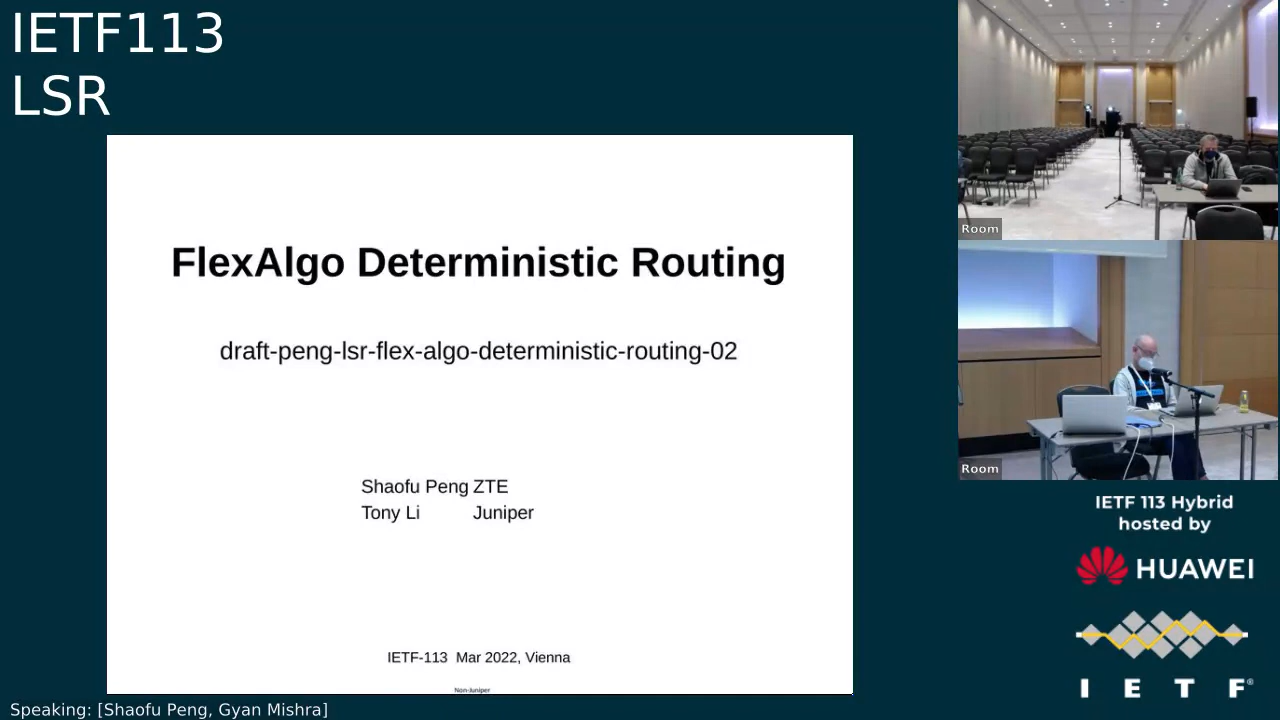 IETF113
LSR
FlexAlgo Deterministic Routing
draft-peng-lsr-flex-algo-deterministic-routing-02
Shaofu Peng ZTE
Tony Li Juniper
IETF-113 Mar 2022, Vienna
Non-Juniper
Room
Room
IETF 113 Hybrid
hosted by
HUAWEI
I E T F®
Speaking: [Shaofu Peng, Gyan Mishra]